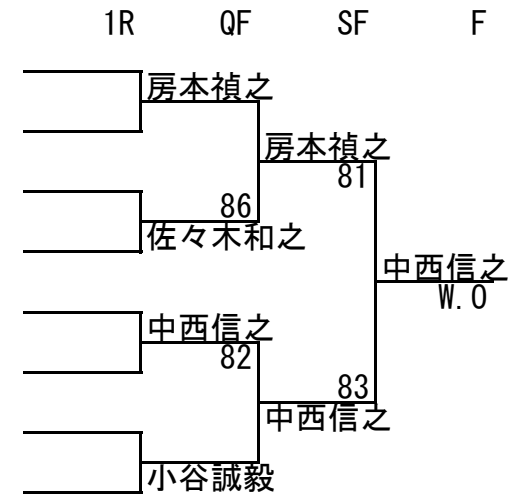 1R QF SF F
房本禎之
房本禎之
81
86
佐々木和之
中西信之
W.O
中西信之
82
83
中西信之
小谷誠毅